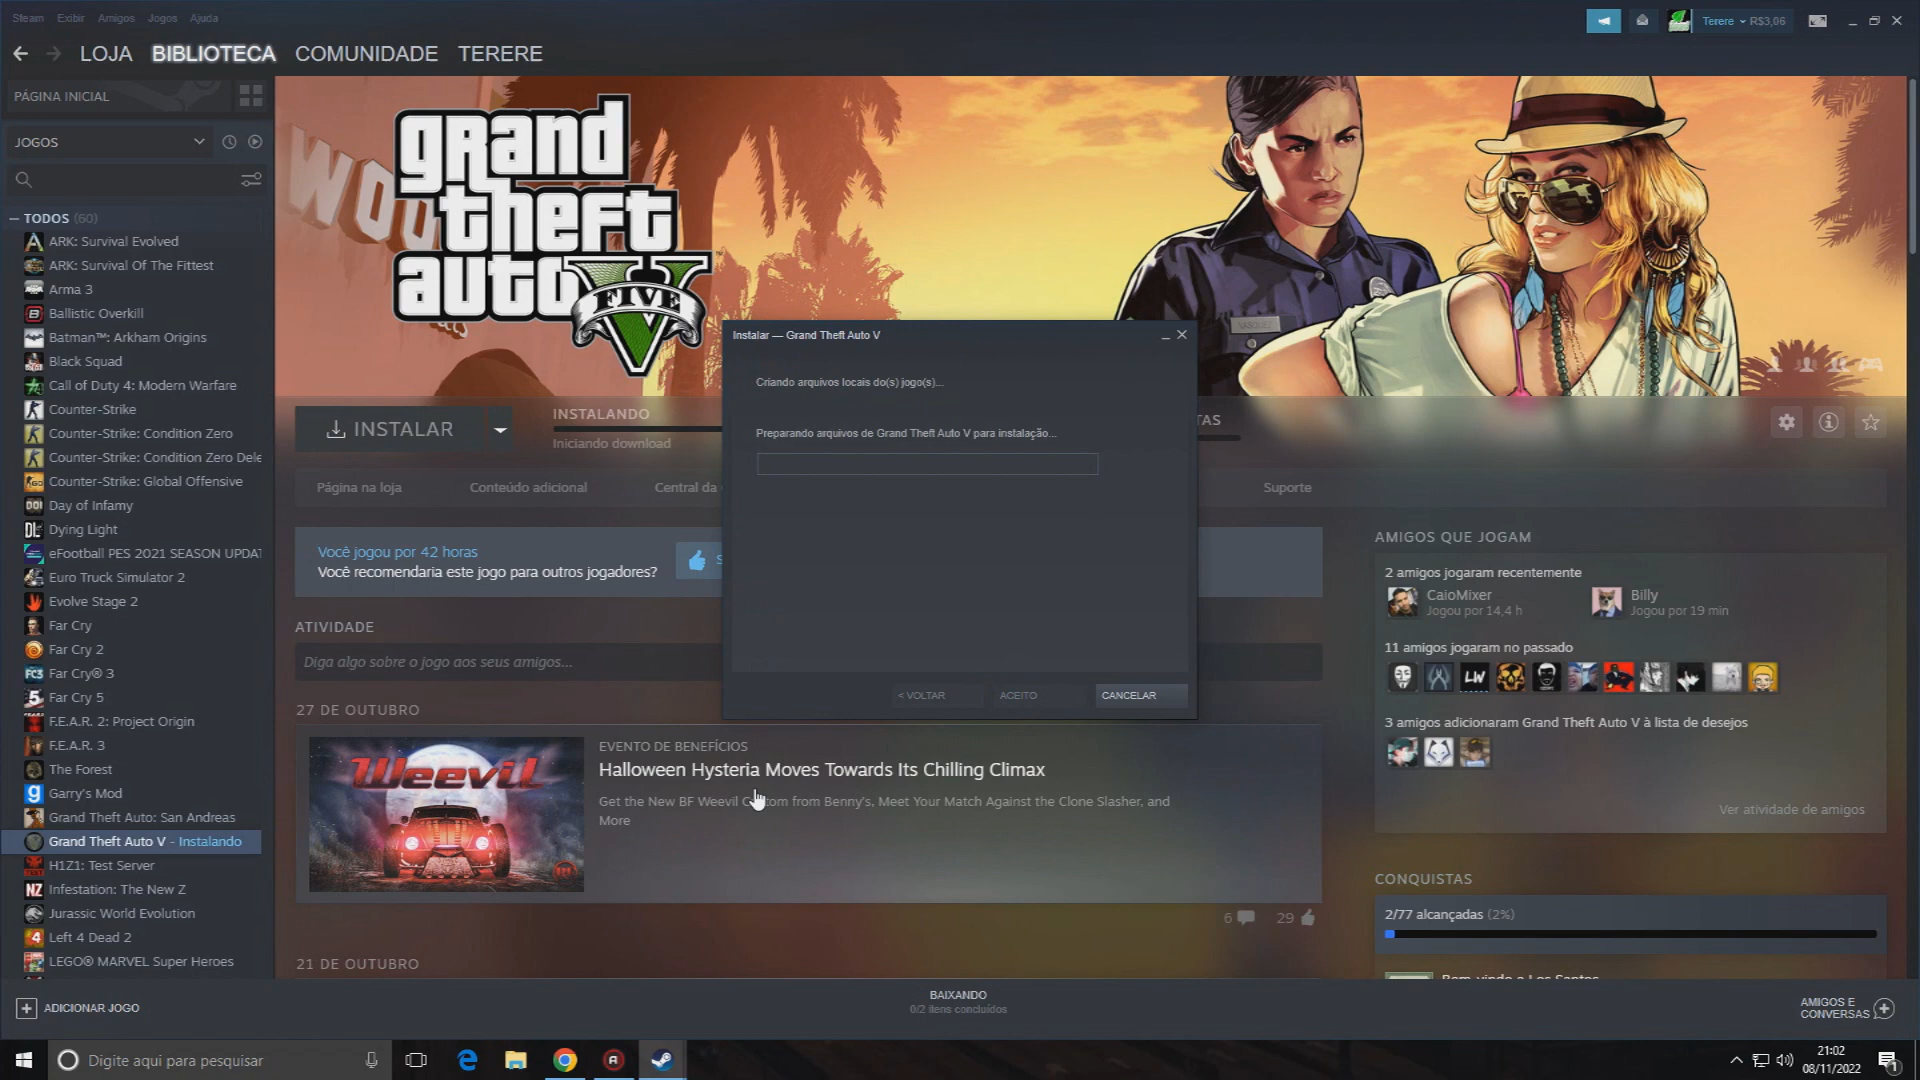 Steam Exibir Amigos Jogos Ajuda
Terere R$3,06
LOJA BIBLIOTECA COMUNIDADE TERERE
PÁGINA INICIAL
JOGOS
TODOS (60)
ARK: Survival Evolved
ARK: Survival Of The Fittest
Arma 3
Ballistic Overkill
Batman™: Arkham Origins
Black Squad
Call of Duty 4: Modern Warfare
Counter-Strike
Counter-Strike: Condition Zero
Counter-Strike: Condition Zero Dele
Counter-Strike: Global Offensive
Day of Infamy
Dying Light
eFootball PES 2021 SEASON UPDAT
Euro Truck Simulator 2
Evolve Stage 2
Far Cry
Far Cry 2
Far Cry® 3
Far Cry 5
F.E.A.R. 2: Project Origin
F.E.A.R. 3
The Forest
Garry's Mod
Grand Theft Auto: San Andreas
Grand Theft Auto V - Instalando
H1Z1: Test Server
Infestation: The New Z
Jurassic World Evolution
Left 4 Dead 2
LEGO® MARVEL Super Heroes
grand
theft
auto V
FIVE
VASQUEZ
INSTALAR
INSTALANDO
Iniciando download
TAS
Página na loja Conteúdo adicional Central da Suporte
Instalar — Grand Theft Auto V
Criando arquivos locais do(s) jogo(s)...
Preparando arquivos de Grand Theft Auto V para instalação...
< VOLTAR ACEITO CANCELAR
Você jogou por 42 horas
Você recomendaria este jogo para outros jogadores?
S
ATIVIDADE
Diga algo sobre o jogo aos seus amigos...
27 DE OUTUBRO
Weevil
EVENTO DE BENEFÍCIOS
Halloween Hysteria Moves Towards Its Chilling Climax
Get the New BF Weevil from Benny's, Meet Your Match Against the Clone Slasher, and
More
6 29
21 DE OUTUBRO
AMIGOS QUE JOGAM
2 amigos jogaram recentemente
CaioMixer
Jogou por 14,4 h
Billy
Jogou por 19 min
11 amigos jogaram no passado
LW
3 amigos adicionaram Grand Theft Auto V à lista de desejos
Ver atividade de amigos
CONQUISTAS
2/77 alcançadas (2%)
Bem-vindo a Los Santos
ADICIONAR JOGO
BAIXANDO
0/2 itens concluídos
AMIGOS E
CONVERSAS
Digite aqui para pesquisar
21:02
08/11/2022
1